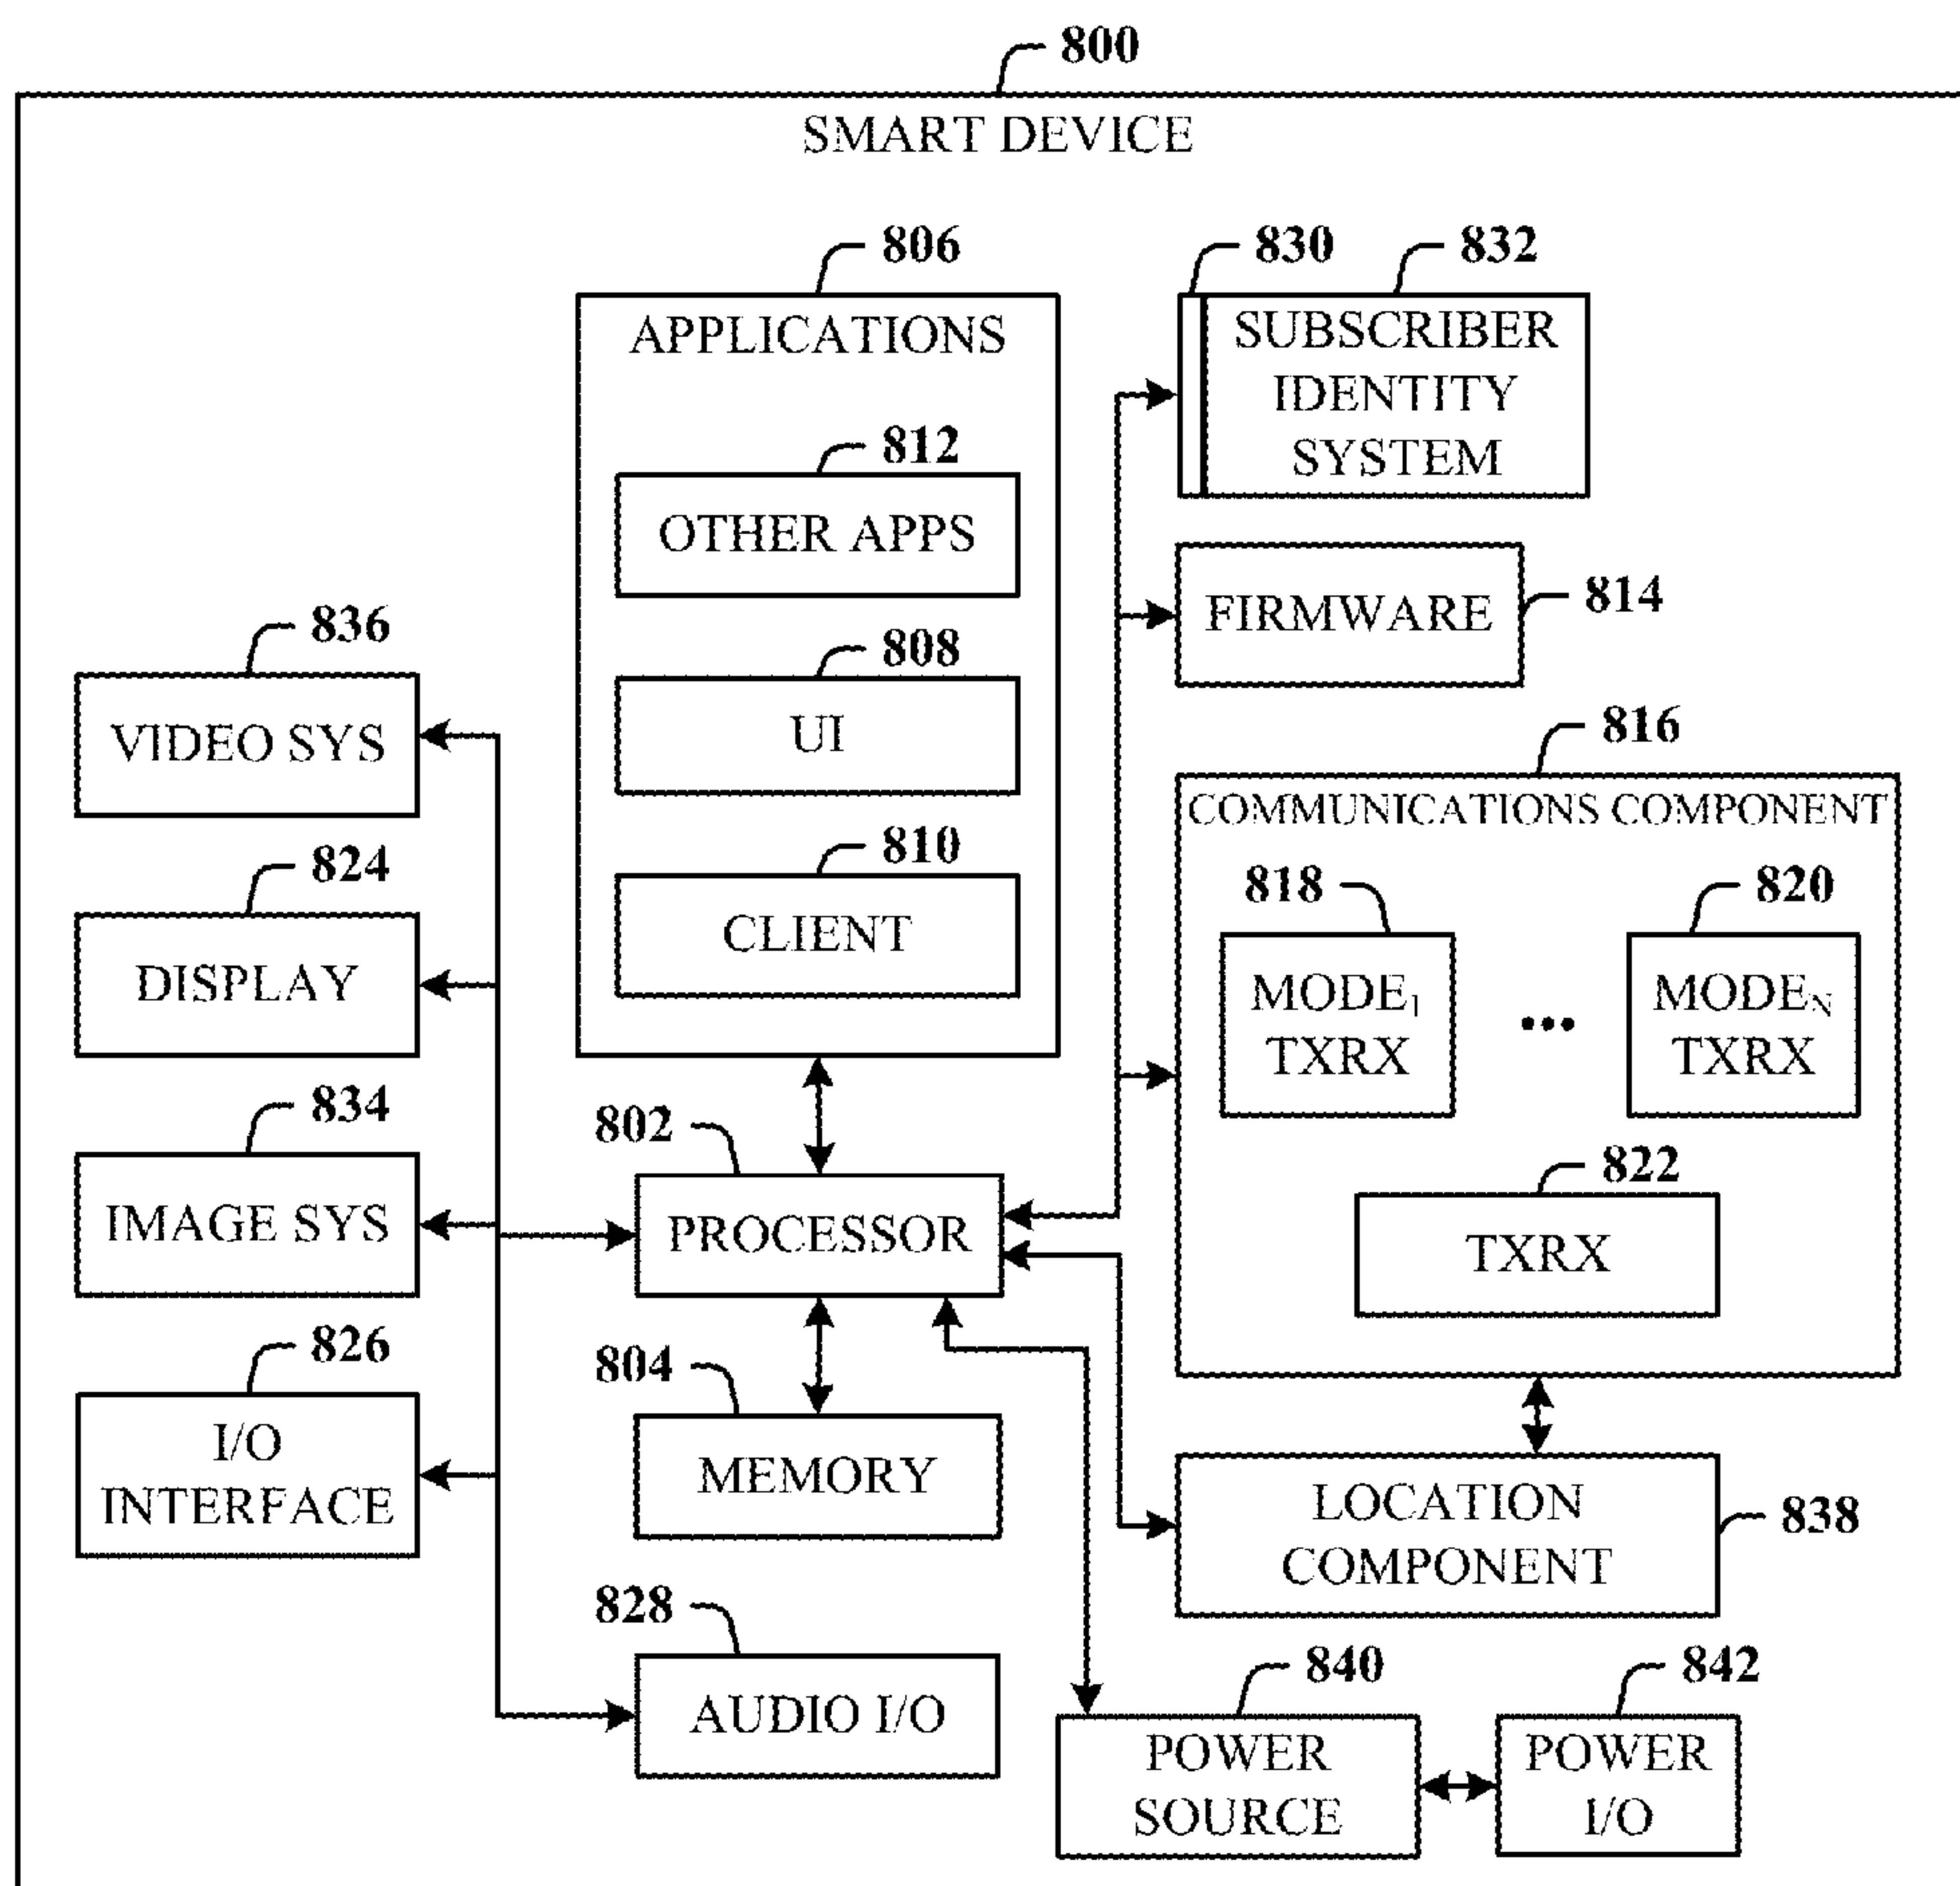 800
SMART DEVICE
806
APPLICATIONS
812
OTHER APPS
808
UI
810
CLIENT
830
832
SUBSCRIBER
IDENTITY
SYSTEM
FIRMWARE
814
836
VIDEO SYS
824
DISPLAY
834
IMAGE SYS
826
I/O
INTERFACE
802
PROCESSOR
804
MEMORY
828
AUDIO I/O
816
COMMUNICATIONS COMPONENT
818
MODE₁
TXRX
...
820
MODE_N
TXRX
822
TXRX
LOCATION
COMPONENT
838
840
POWER
SOURCE
842
POWER
I/O